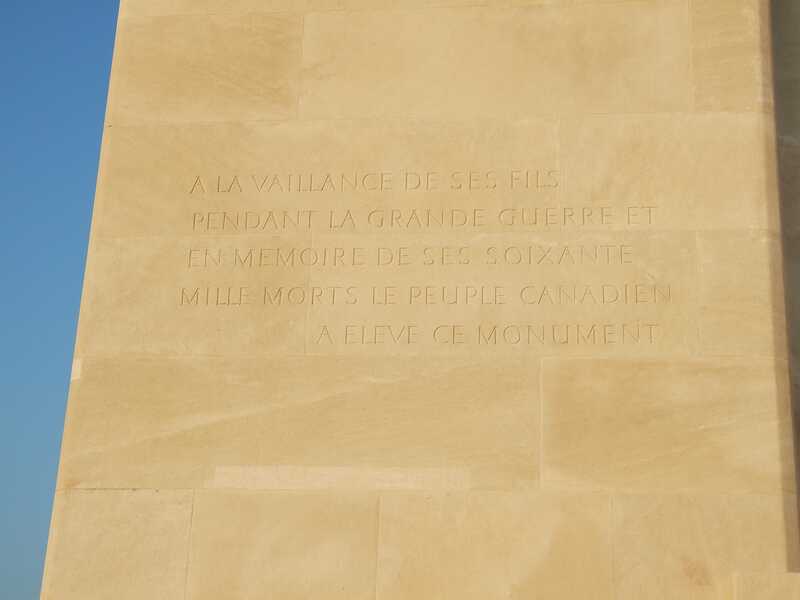 A LA VAILLANCE DE SES FILS
PENDANT LA GRANDE GUERRE ET
EN MEMOIRE DE SES SOIXANTE
MILLE MORTS LE PEUPLE CANADIEN
A ELEVE CE MONUMENT